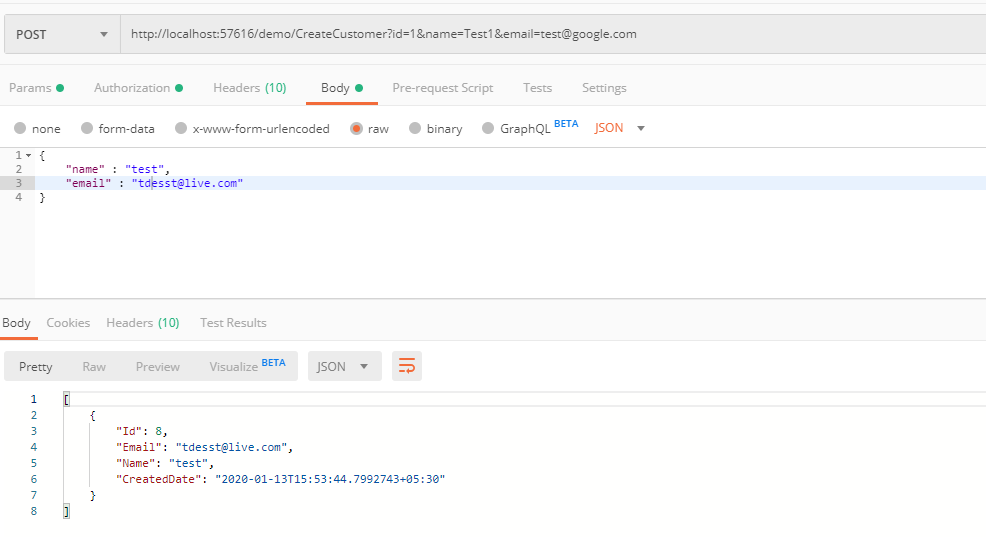 POST http://localhost:57616/demo/CreateCustomer?id=1&name=Test1&email=test@google.com
Params Authorization Headers (10) Body Pre-request Script Tests Settings
none form-data x-www-form-urlencoded raw binary GraphQL BETA JSON
1 {
2 "name" : "test",
3 "email" : "tdesst@live.com"
4 }
Body Cookies Headers (10) Test Results
Pretty Raw Preview Visualize BETA JSON
1 [
2 {
3 "Id": 8,
4 "Email": "tdesst@live.com",
5 "Name": "test",
6 "CreatedDate": "2020-01-13T15:53:44.7992743+05:30"
7 }
8 ]